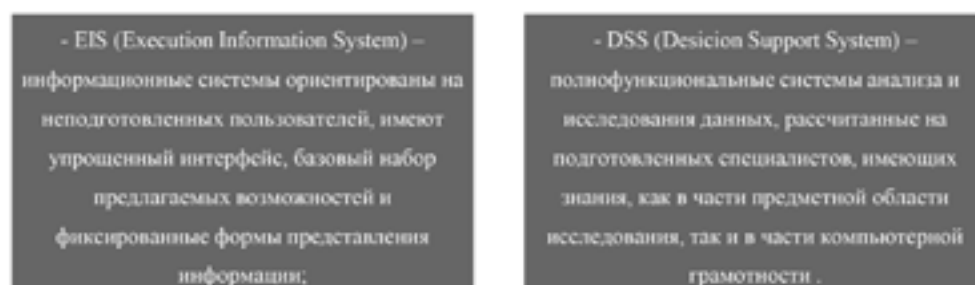 - EIS (Execution Information System) –
информационные системы ориентированы на
неподготовленных пользователей, имеют
упрощенный интерфейс, базовый набор
предлагаемых возможностей и
фиксированные формы представления
информации;
- DSS (Desicion Support System) –
полнофункциональные системы анализа и
исследования данных, рассчитанные на
подготовленных специалистов, имеющих
знания, как в части предметной области
исследования, так и в части компьютерной
грамотности .